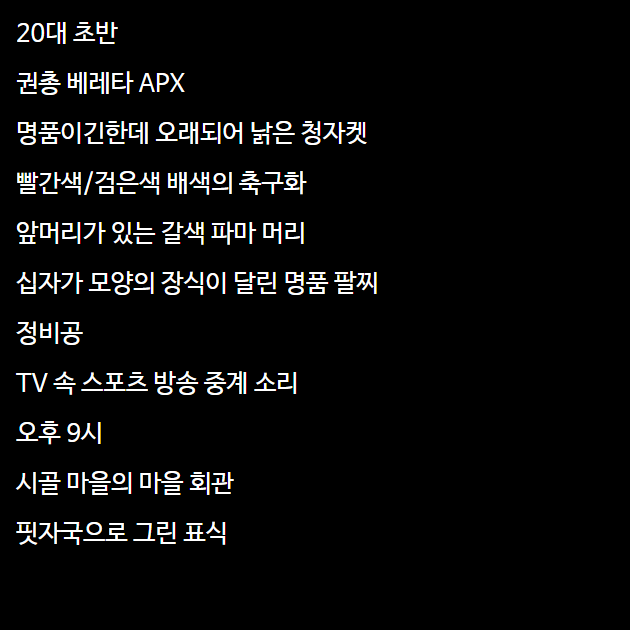 20대 초반
권총 베레타 APX
명품이긴한데 오래되어 낡은 청자켓
빨간색/검은색 배색의 축구화
앞머리가 있는 갈색 파마 머리
십자가 모양의 장식이 달린 명품 팔찌
정비공
TV 속 스포츠 방송 중계 소리
오후 9시
시골 마을의 마을 회관
핏자국으로 그린 표식